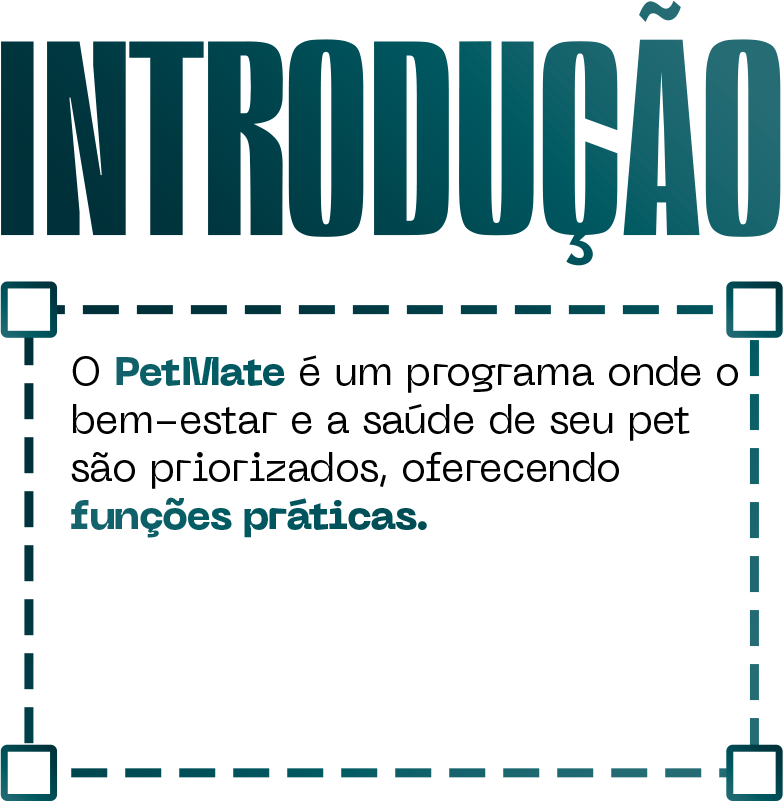 INTRODUÇÃO
O PetMate é um programa onde o
bem-estar e a saúde de seu pet
são priorizados, oferecendo
funções práticas.